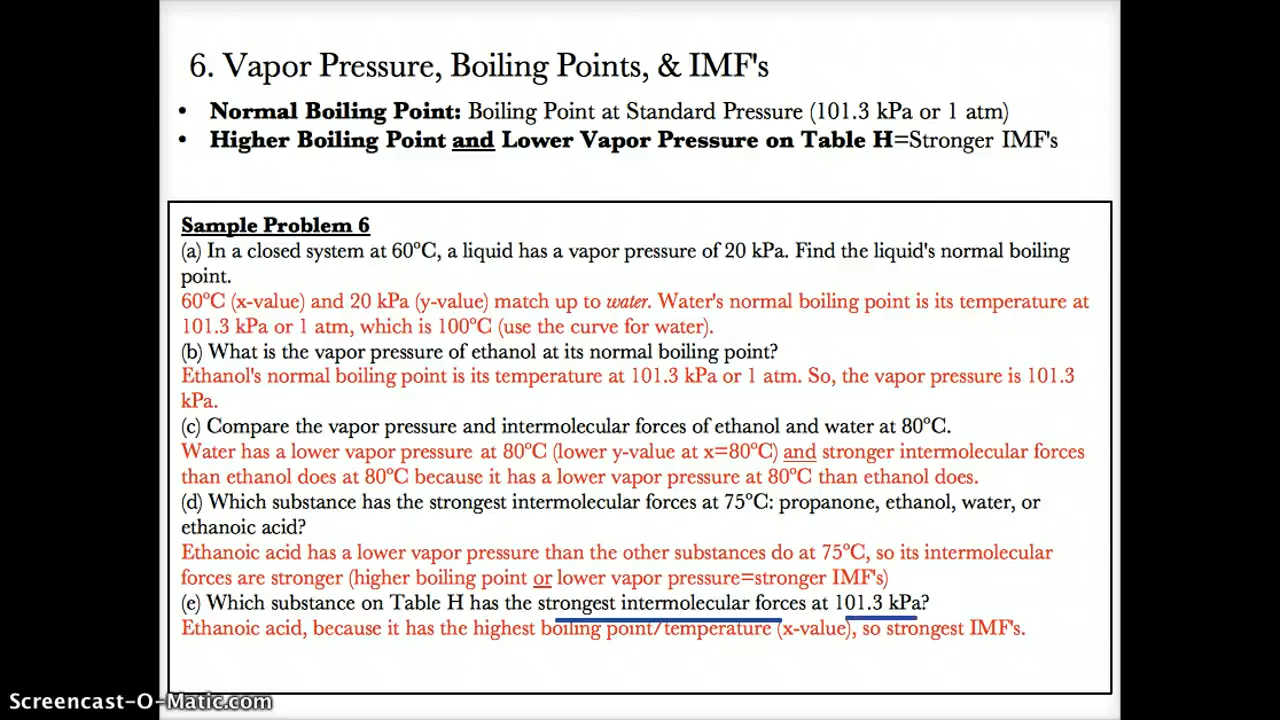 6. Vapor Pressure, Boiling Points, & IMF's
• Normal Boiling Point: Boiling Point at Standard Pressure (101.3 kPa or 1 atm)
• Higher Boiling Point and Lower Vapor Pressure on Table H=Stronger IMF's
Sample Problem 6
(a) In a closed system at 60°C, a liquid has a vapor pressure of 20 kPa. Find the liquid's normal boiling
point.
60°C (x-value) and 20 kPa (y-value) match up to water. Water's normal boiling point is its temperature at
101.3 kPa or 1 atm, which is 100°C (use the curve for water).
(b) What is the vapor pressure of ethanol at its normal boiling point?
Ethanol's normal boiling point is its temperature at 101.3 kPa or 1 atm. So, the vapor pressure is 101.3
kPa.
(c) Compare the vapor pressure and intermolecular forces of ethanol and water at 80°C.
Water has a lower vapor pressure at 80°C (lower y-value at x=80°C) and stronger intermolecular forces
than ethanol does at 80°C because it has a lower vapor pressure at 80°C than ethanol does.
(d) Which substance has the strongest intermolecular forces at 75°C: propanone, ethanol, water, or
ethanoic acid?
Ethanoic acid has a lower vapor pressure than the other substances do at 75°C, so its intermolecular
forces are stronger (higher boiling point or lower vapor pressure=stronger IMF's)
(e) Which substance on Table H has the strongest intermolecular forces at 101.3 kPa?
Ethanoic acid, because it has the highest boiling point/temperature (x-value), so strongest IMF's.
Screencast-O-Matic.com